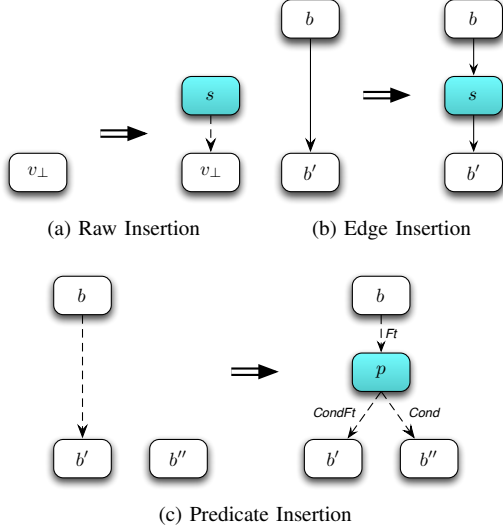 b b
s s
v⊥ v⊥ b′ b′
(a) Raw Insertion (b) Edge Insertion
b b
Ft
p
CondFt Cond
b′ b″ b′ b″
(c) Predicate Insertion